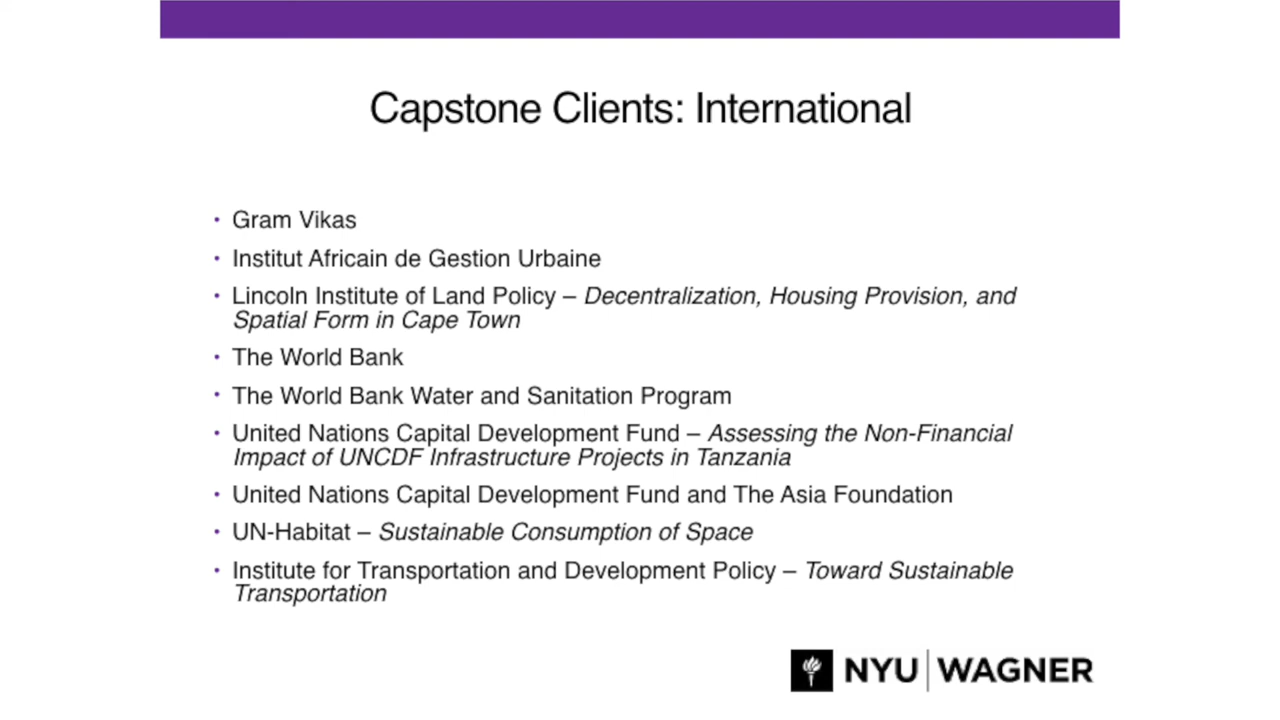 Capstone Clients: International
• Gram Vikas
• Institut Africain de Gestion Urbaine
• Lincoln Institute of Land Policy – Decentralization, Housing Provision, and
Spatial Form in Cape Town
• The World Bank
• The World Bank Water and Sanitation Program
• United Nations Capital Development Fund – Assessing the Non-Financial
Impact of UNCDF Infrastructure Projects in Tanzania
• United Nations Capital Development Fund and The Asia Foundation
• UN-Habitat – Sustainable Consumption of Space
• Institute for Transportation and Development Policy – Toward Sustainable
Transportation
NYU | WAGNER